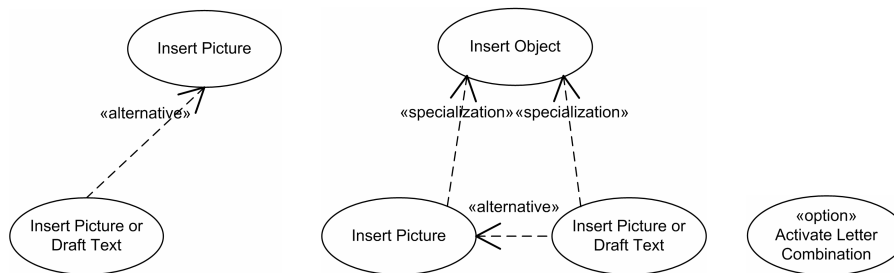 Insert Picture
«alternative»
Insert Picture or
Draft Text
Insert Object
«specialization» «specialization»
«alternative»
Insert Picture
Insert Picture or
Draft Text
«option»
Activate Letter
Combination